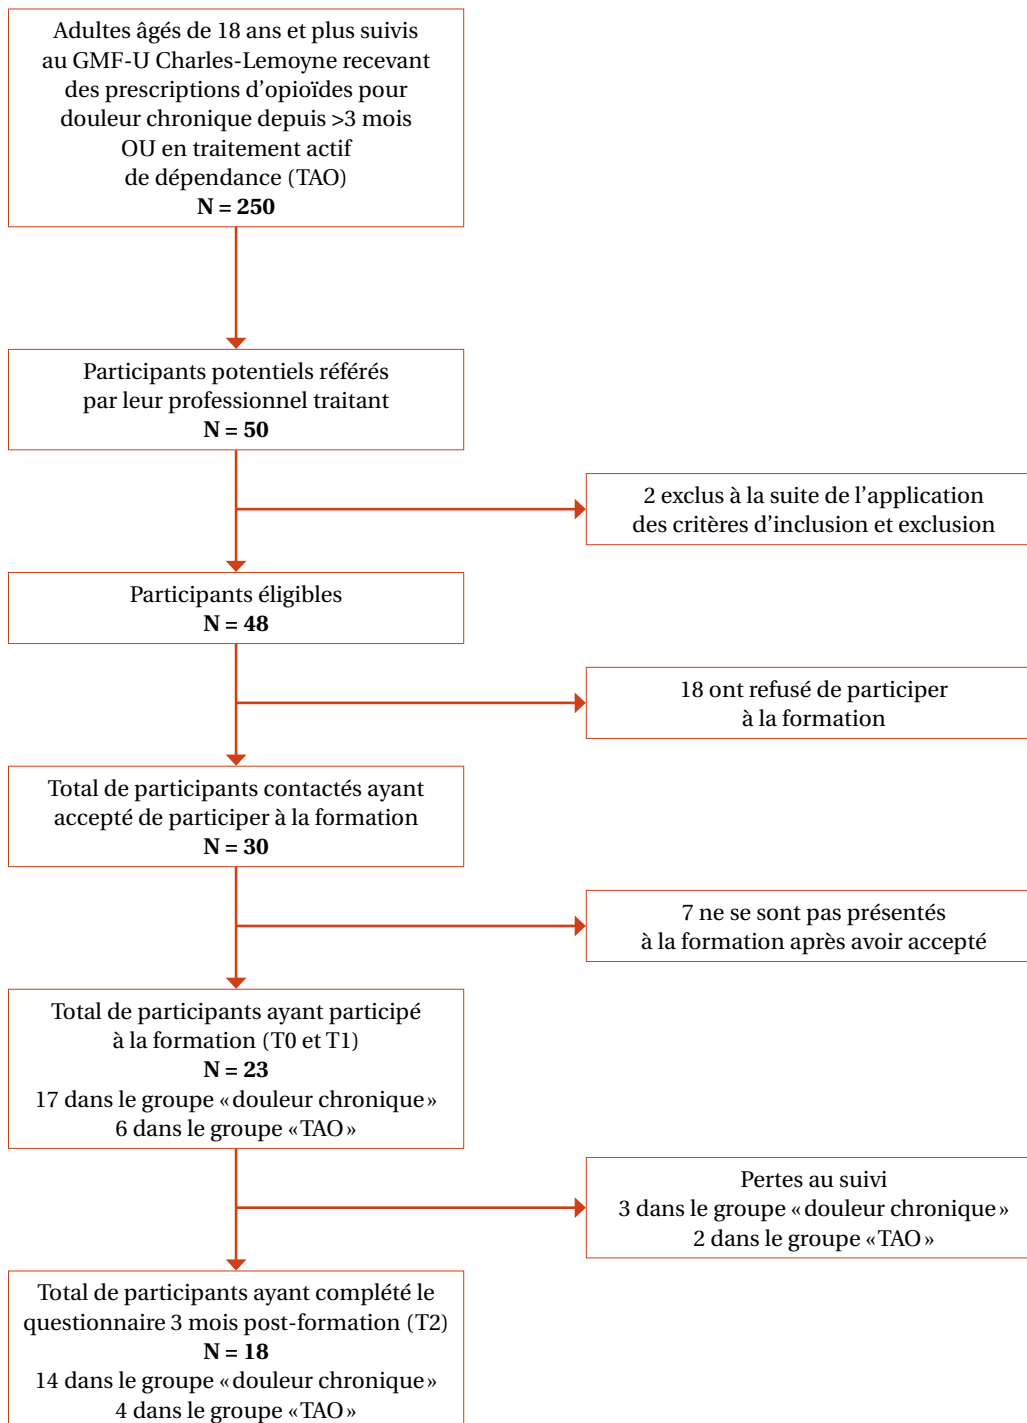 Adultes âgés de 18 ans et plus suivis
au GMF-U Charles-Lemoyne recevant
des prescriptions d’opioïdes pour
douleur chronique depuis >3 mois
OU en traitement actif
de dépendance (TAO)
N = 250
Participants potentiels référés
par leur professionnel traitant
N = 50
2 exclus à la suite de l’application
des critères d’inclusion et exclusion
Participants éligibles
N = 48
18 ont refusé de participer
à la formation
Total de participants contactés ayant
accepté de participer à la formation
N = 30
7 ne se sont pas présentés
à la formation après avoir accepté
Total de participants ayant participé
à la formation (T0 et T1)
N = 23
17 dans le groupe «douleur chronique»
6 dans le groupe «TAO»
Pertes au suivi
3 dans le groupe «douleur chronique»
2 dans le groupe «TAO»
Total de participants ayant complété le
questionnaire 3 mois post-formation (T2)
N = 18
14 dans le groupe «douleur chronique»
4 dans le groupe «TAO»